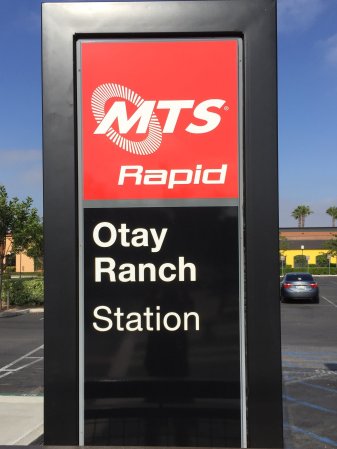 MTS®
Rapid
Otay
Ranch
Station